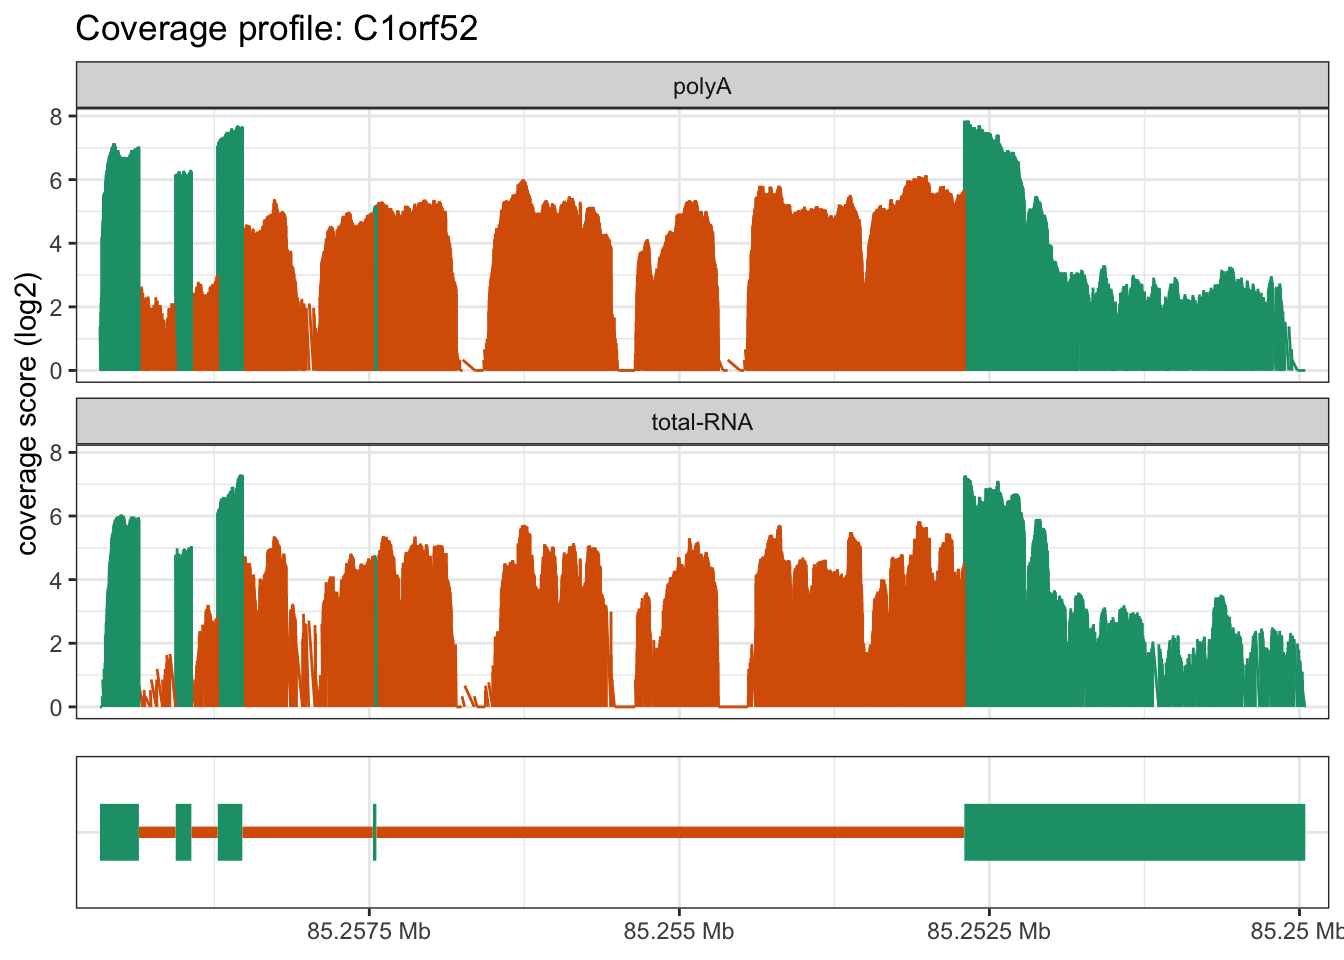 Coverage profile: C1orf52
polyA
8
6
4
2
0
total-RNA
8
6
4
2
0
coverage score (log2)
85.2575 Mb
85.255 Mb
85.2525 Mb
85.25 Mb